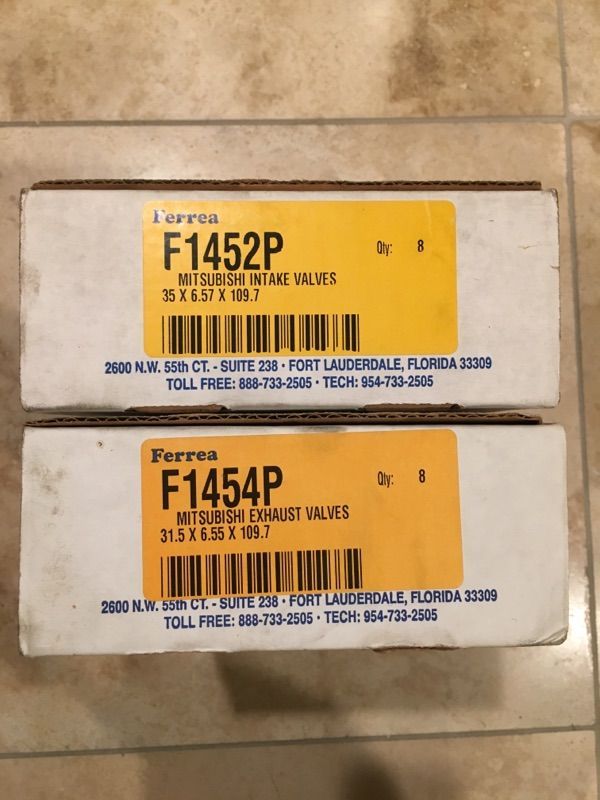 Ferrea
F1452P
Qty: 8
MITSUBISHI INTAKE VALVES
35 X 6.57 X 109.7
2600 N.W. 55th CT. - SUITE 238 • FORT LAUDERDALE, FLORIDA 33309
TOLL FREE: 888-733-2505 • TECH: 954-733-2505
Ferrea
F1454P
Qty: 8
MITSUBISHI EXHAUST VALVES
31.5 X 6.55 X 109.7
2600 N.W. 55th CT. - SUITE 238 • FORT LAUDERDALE, FLORIDA 33309
TOLL FREE: 888-733-2505 • TECH: 954-733-2505